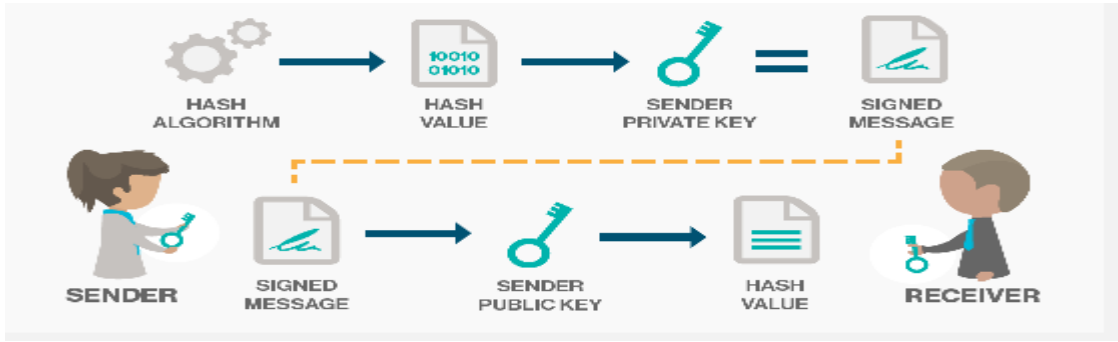 10010
01010
HASH
ALGORITHM
HASH
VALUE
SENDER
PRIVATE KEY
SIGNED
MESSAGE
SENDER
SIGNED
MESSAGE
SENDER
PUBLIC KEY
HASH
VALUE
RECEIVER